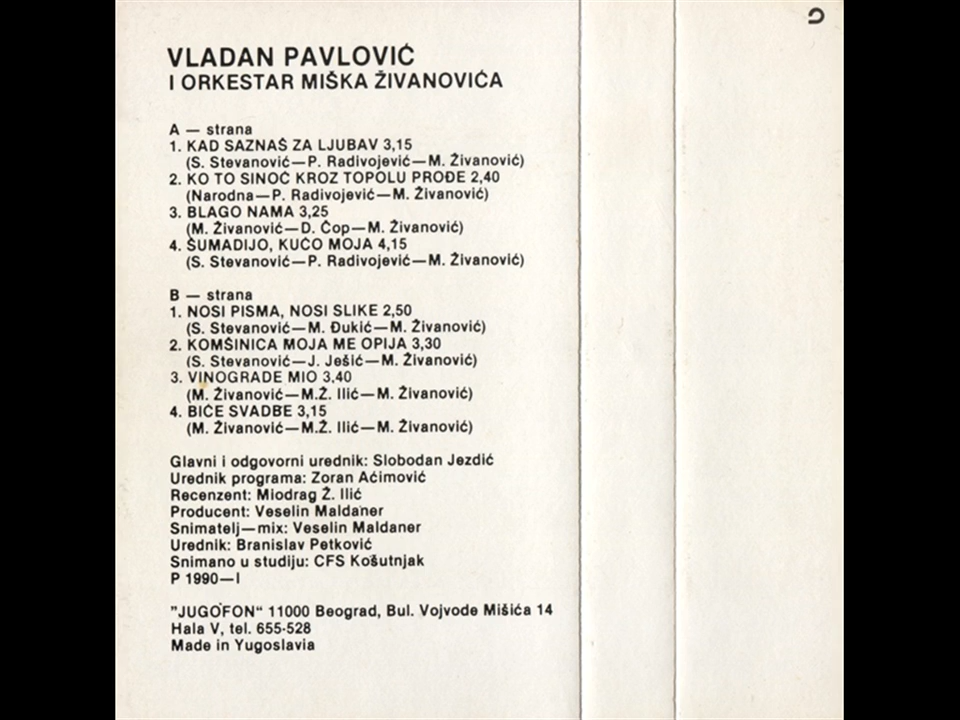 VLADAN PAVLOVIĆ
I ORKESTAR MIŠKA ŽIVANOVIĆA
A — strana
1. KAD SAZNAŠ ZA LJUBAV 3,15
(S. Stevanović—P. Radivojević—M. Živanović)
2. KO TO SINOĆ KROZ TOPOLU PROĐE 2,40
(Narodna—P. Radivojević—M. Živanović)
3. BLAGO NAMA 3,25
(M. Živanović—D. Čop—M. Živanović)
4. ŠUMADIJO, KUĆO MOJA 4,15
(S. Stevanović—P. Radivojević—M. Živanović)
B — strana
1. NOSI PISMA, NOSI SLIKE 2,50
(S. Stevanović—M. Đukić—M. Živanović)
2. KOMŠINICA MOJA ME OPIJA 3,30
(S. Stevanović—J. Ješić—M. Živanović)
3. VINOGRADE MIO 3,40
(M. Živanović—M.Ž. Ilić—M. Živanović)
4. BIĆE SVADBE 3,15
(M. Živanović—M.Ž. Ilić—M. Živanović)
Glavni i odgovorni urednik: Slobodan Jezdić
Urednik programa: Zoran Aćimović
Recenzent: Miodrag Ž. Ilić
Producent: Veselin Maldaner
Snimatelj—mix: Veselin Maldaner
Urednik: Branislav Petković
Snimano u studiju: CFS Košutnjak
P 1990—I
"JUGOFON“ 11000 Beograd, Bul. Vojvode Mišića 14
Hala V, tel. 655-528
Made in Yugoslavia